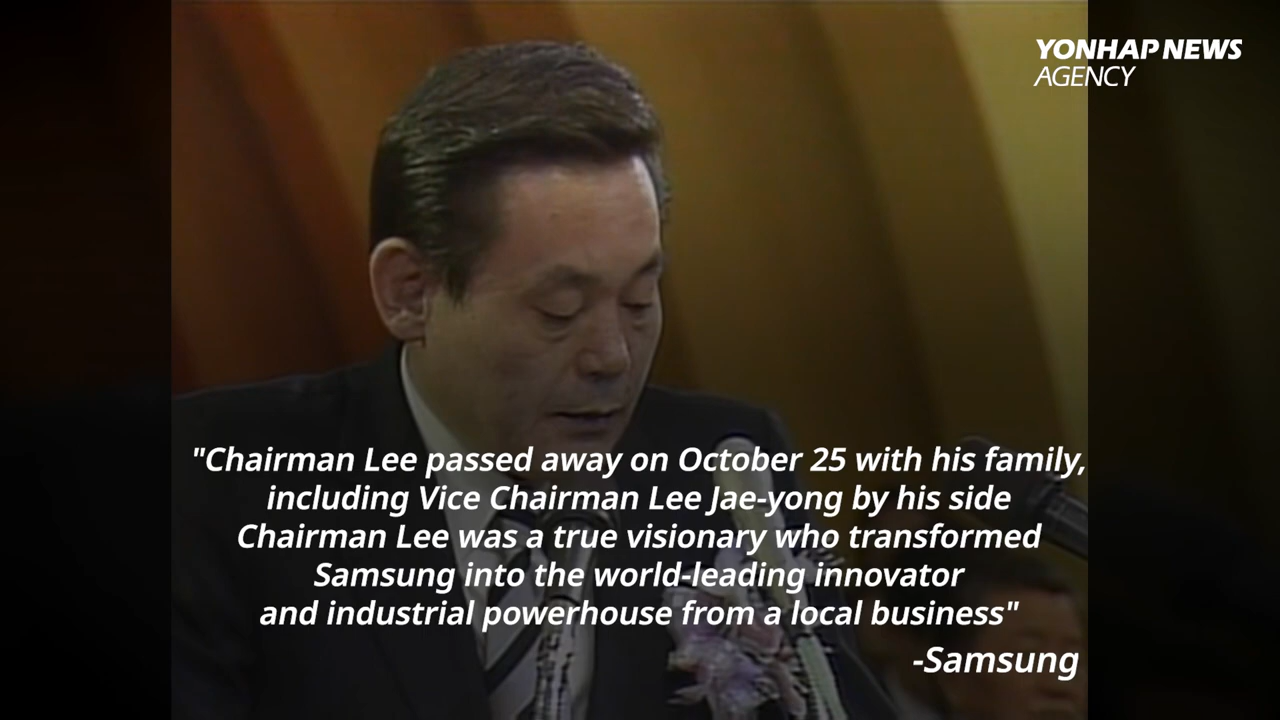 YONHAP NEWS
AGENCY
"Chairman Lee passed away on October 25 with his family,
including Vice Chairman Lee Jae-yong by his side
Chairman Lee was a true visionary who transformed
Samsung into the world-leading innovator
and industrial powerhouse from a local business"
-Samsung